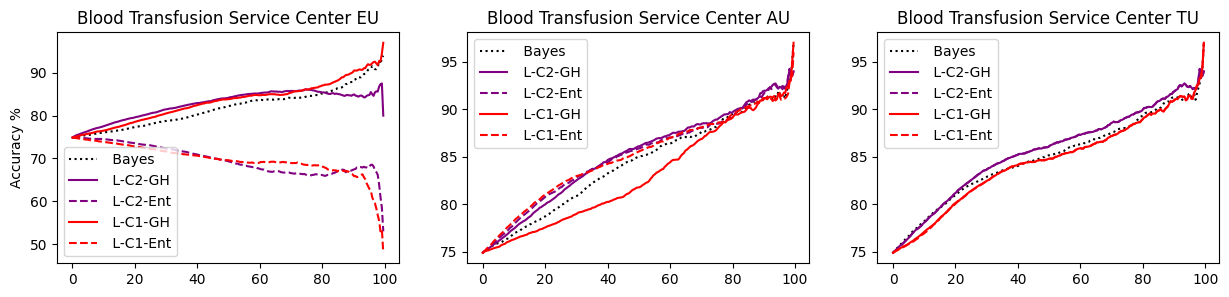 Blood Transfusion Service Center EU
Accuracy %
90
80
70
60
50
0 20 40 60 80 100
Bayes
L-C2-GH
L-C2-Ent
L-C1-GH
L-C1-Ent
Blood Transfusion Service Center AU
95
90
85
80
75
0 20 40 60 80 100
Bayes
L-C2-GH
L-C2-Ent
L-C1-GH
L-C1-Ent
Blood Transfusion Service Center TU
95
90
85
80
75
0 20 40 60 80 100
Bayes
L-C2-GH
L-C2-Ent
L-C1-GH
L-C1-Ent